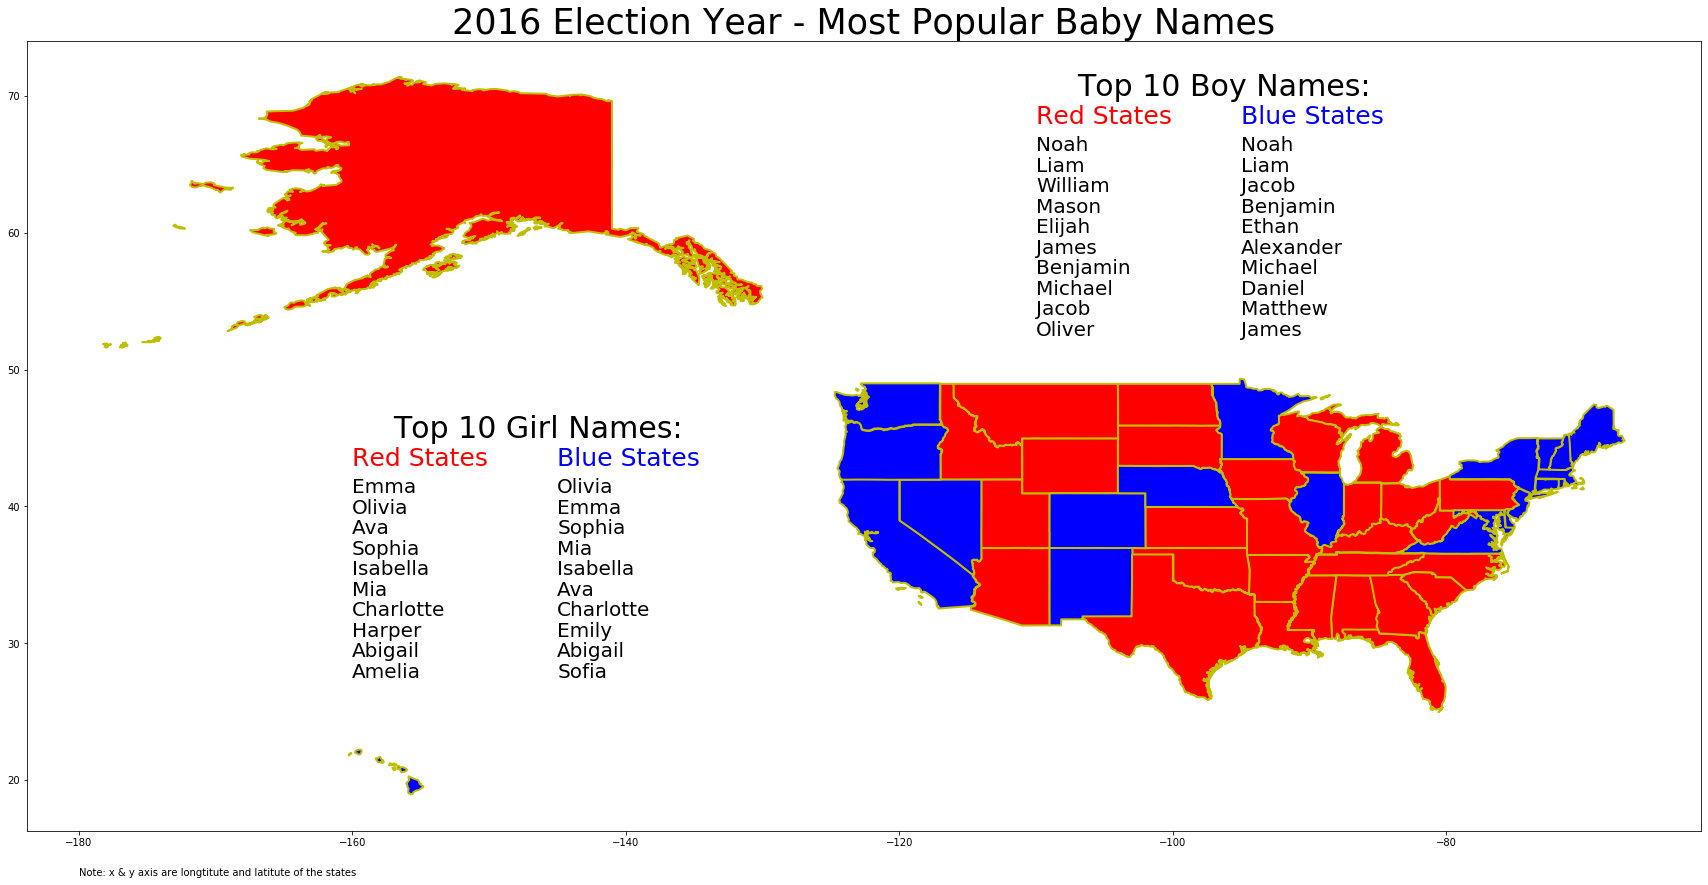 2016 Election Year - Most Popular Baby Names
Top 10 Boy Names:
Red States
Noah
Liam
William
Mason
Elijah
James
Benjamin
Michael
Jacob
Oliver
Blue States
Noah
Liam
Jacob
Benjamin
Ethan
Alexander
Michael
Daniel
Matthew
James
Top 10 Girl Names:
Red States
Emma
Olivia
Ava
Sophia
Isabella
Mia
Charlotte
Harper
Abigail
Amelia
Blue States
Olivia
Emma
Sophia
Mia
Isabella
Ava
Charlotte
Emily
Abigail
Sofia
70
60
50
40
30
20
−180
−160
−140
−120
−100
−80
Note: x & y axis are longtitute and latitute of the states